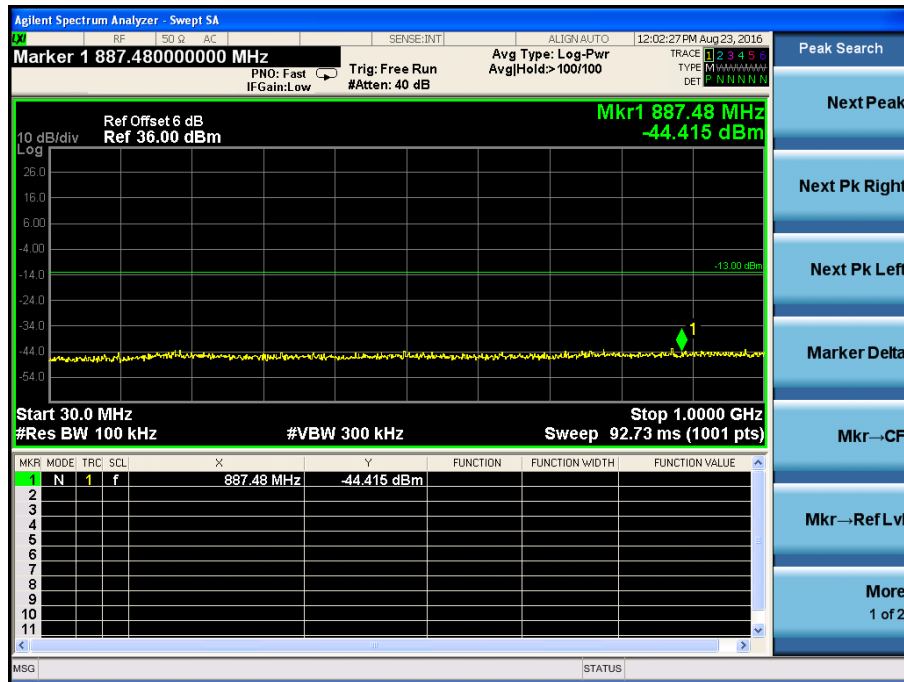 Agilent Spectrum Analyzer - Swept SA
LXI RF 50 Ω AC SENSE:INT ALIGN AUTO 12:02:27 PM Aug 23, 2016
Marker 1 887.480000000 MHz
PNO: Fast
IFGain:Low
Trig: Free Run
#Atten: 40 dB
Avg Type: Log-Pwr
Avg|Hold:>100/100
TRACE 1 2 3 4 5 6
TYPE M WWWWW
DET P N N N N N
Peak Search
Next Peak
Next Pk Right
Next Pk Left
Marker Delta
Mkr→CF
Mkr→Ref Lvl
More
1 of 2
Mkr1 887.48 MHz
-44.415 dBm
Ref Offset 6 dB
10 dB/div Ref 36.00 dBm
Log
26.0
16.0
6.00
-4.00
-13.00 dBm
-14.0
-24.0
-34.0
1
-44.0
-54.0
Start 30.0 MHz Stop 1.0000 GHz
#Res BW 100 kHz #VBW 300 kHz Sweep 92.73 ms (1001 pts)
MKR MODE TRC SCL X Y FUNCTION FUNCTION WIDTH FUNCTION VALUE
1 N 1 f 887.48 MHz -44.415 dBm
2
3
4
5
6
7
8
9
10
11
MSG STATUS